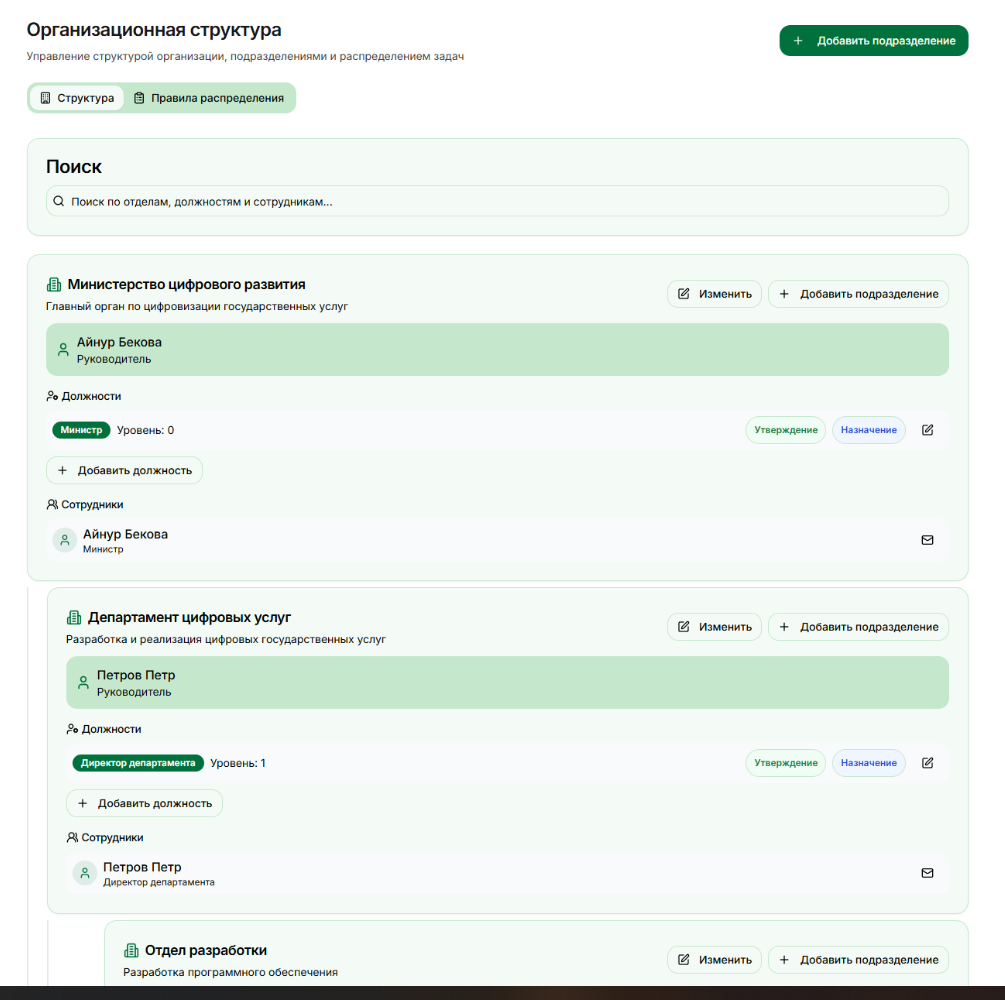 Организационная структура
Управление структурой организации, подразделениями и распределением задач
Добавить подразделение
Структура Правила распределения
Поиск
Поиск по отделам, должностям и сотрудникам...
Министерство цифрового развития
Главный орган по цифровизации государственных услуг
Изменить Добавить подразделение
Айнур Бекова
Руководитель
Должности
Министр Уровень: 0 Утверждение Назначение
Добавить должность
Сотрудники
Айнур Бекова
Министр
Департамент цифровых услуг
Разработка и реализация цифровых государственных услуг
Изменить Добавить подразделение
Петров Петр
Руководитель
Должности
Директор департамента Уровень: 1 Утверждение Назначение
Добавить должность
Сотрудники
Петров Петр
Директор департамента
Отдел разработки
Разработка программного обеспечения
Изменить Добавить подразделение